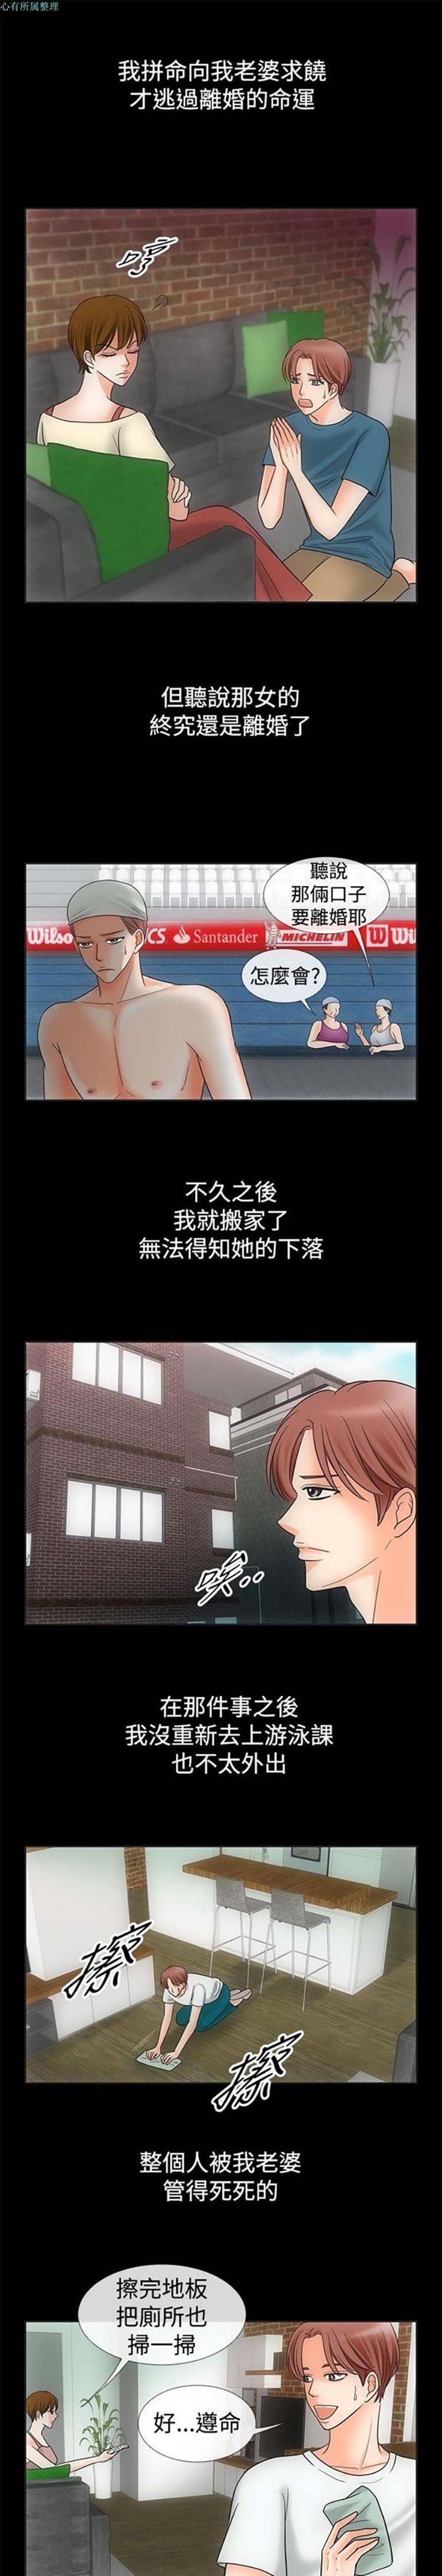 心有所属整理
我拼命向我老婆求饒
才逃過離婚的命運
哼
但聽說那女的
終究還是離婚了
聽說
那倆口子
要離婚耶
Wilso
CS
Santander
MICHELIN
Wi
怎麼會?
不久之後
我就搬家了
無法得知她的下落
唉..
在那件事之後
我沒重新去上游泳課
也不太外出
擦
擦
整個人被我老婆
管得死死的
擦完地板
把廁所也
掃一掃
好...遵命